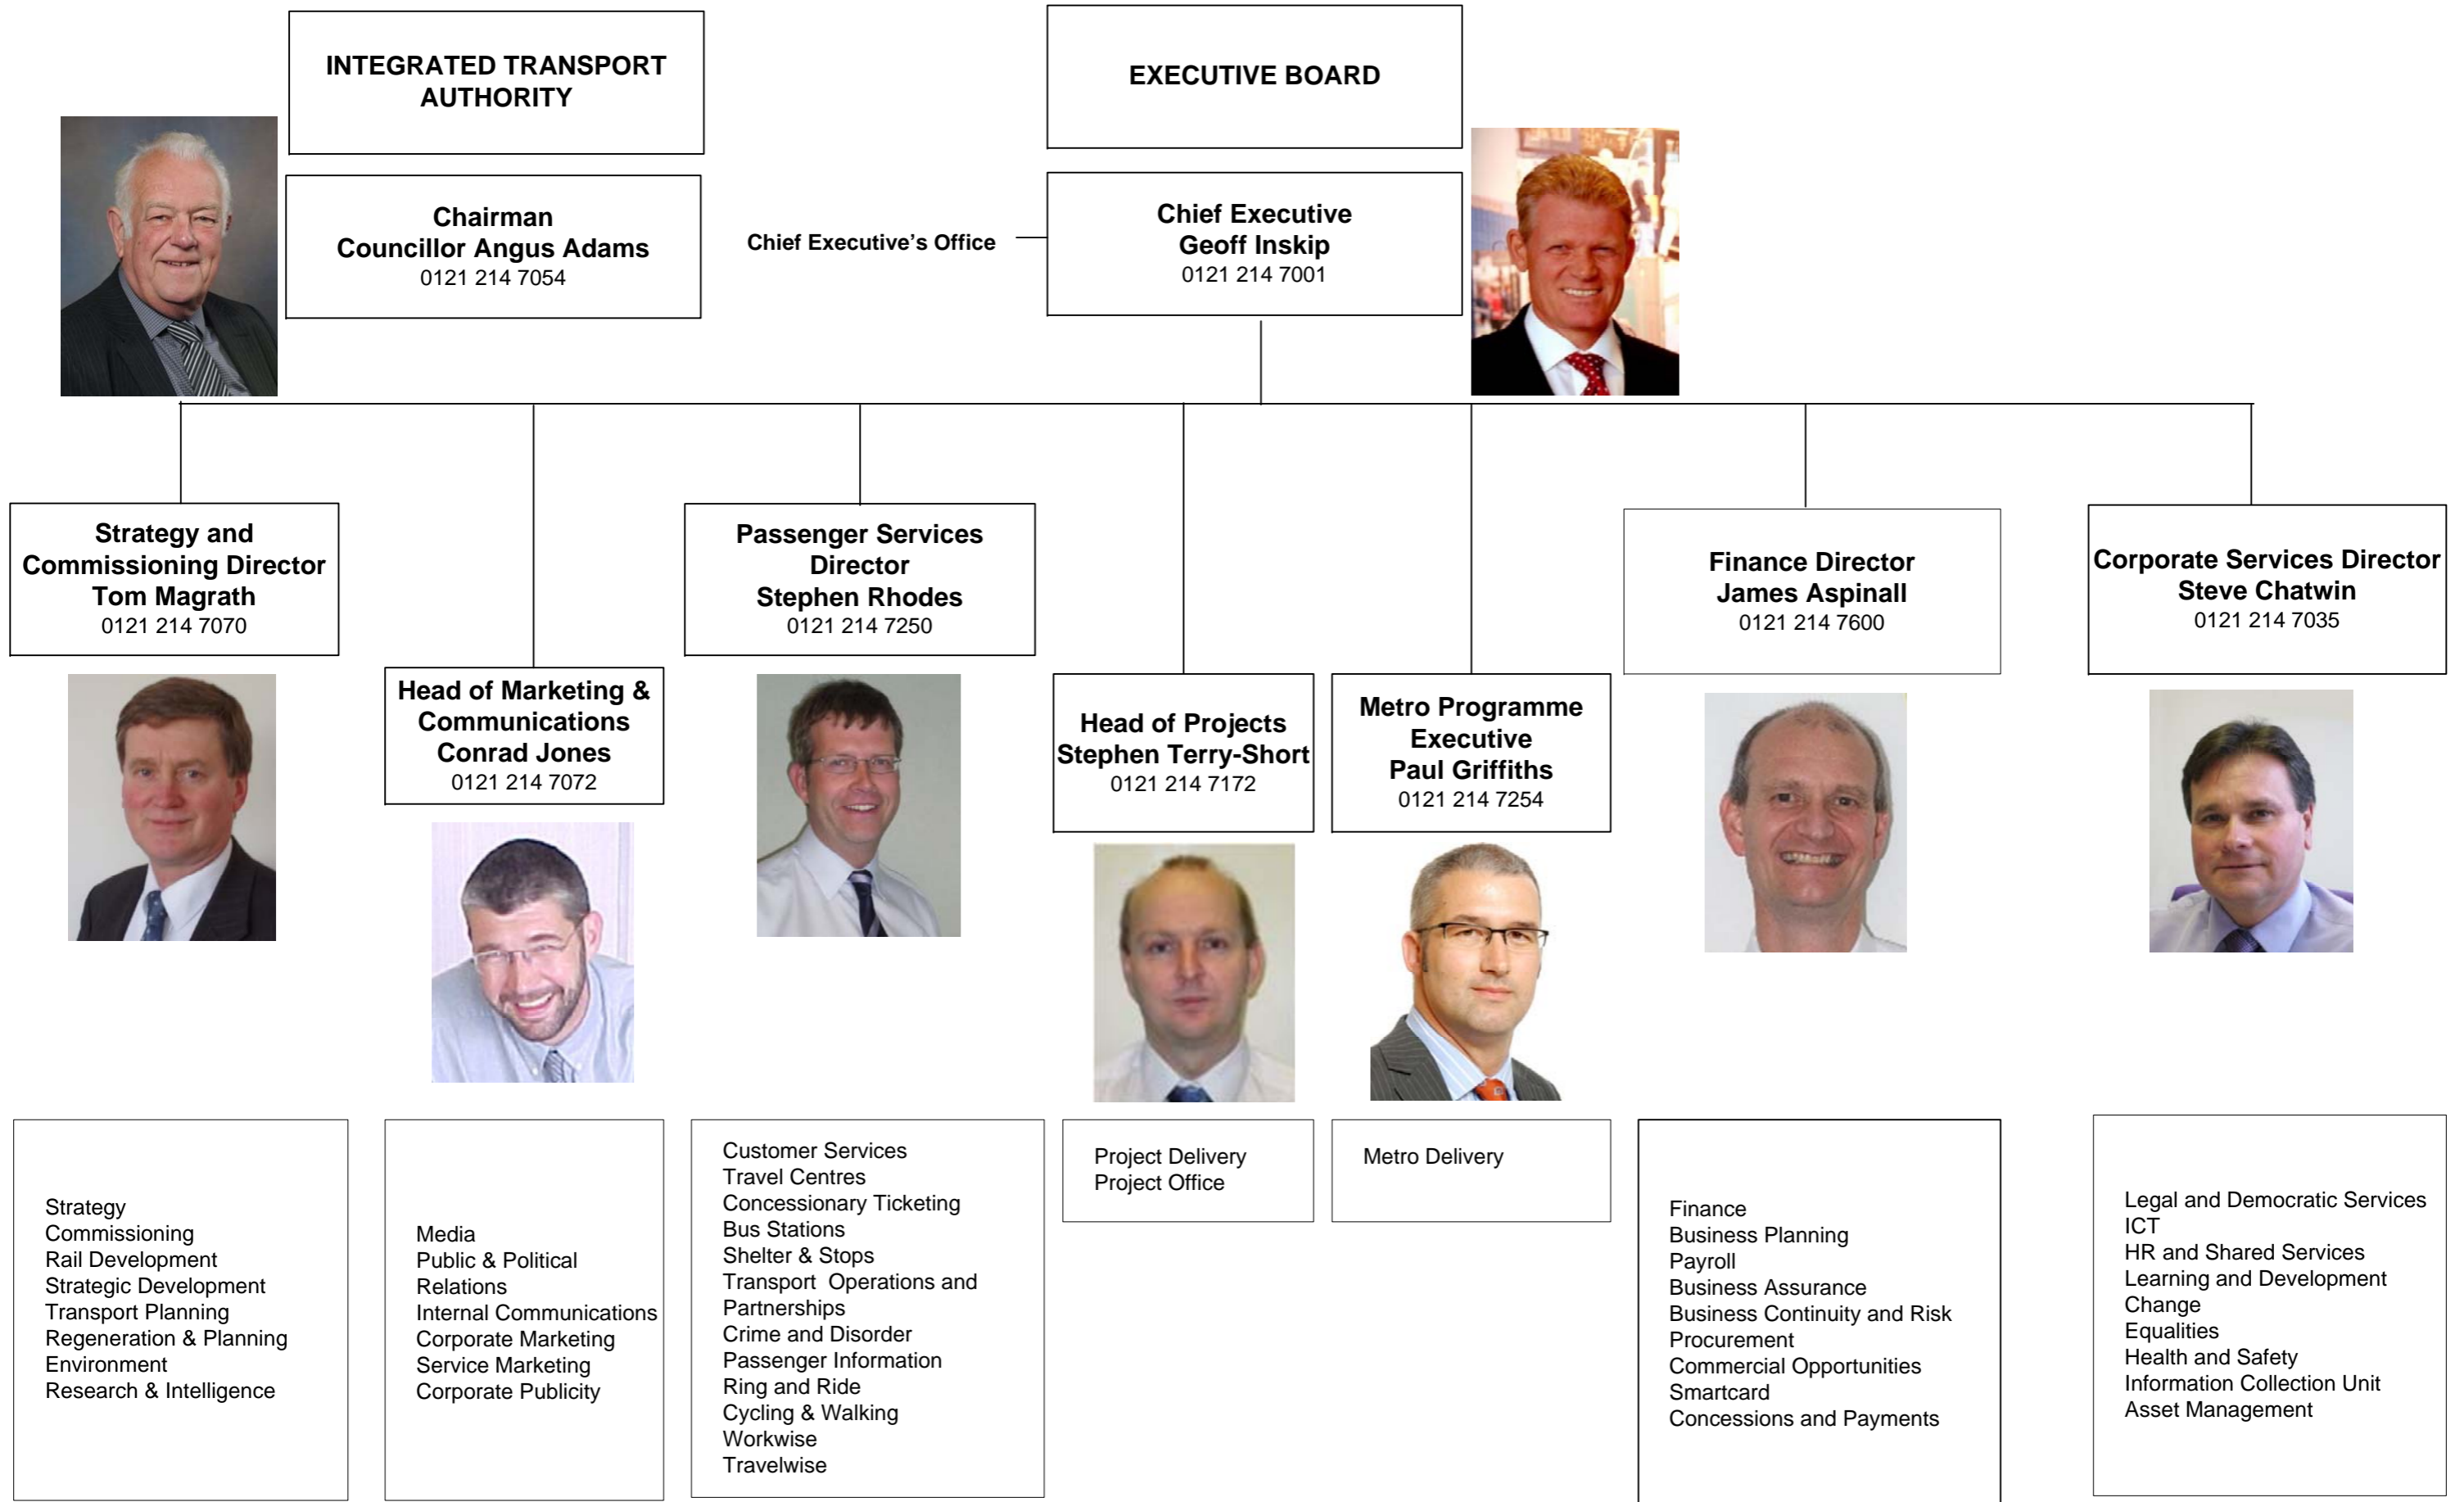 INTEGRATED TRANSPORT
AUTHORITY
EXECUTIVE BOARD
Chairman
Councillor Angus Adams
0121 214 7054
Chief Executive's Office
Chief Executive
Geoff Inskip
0121 214 7001
Strategy and
Commissioning Director
Tom Magrath
0121 214 7070
Head of Marketing &
Communications
Conrad Jones
0121 214 7072
Passenger Services
Director
Stephen Rhodes
0121 214 7250
Head of Projects
Stephen Terry-Short
0121 214 7172
Metro Programme
Executive
Paul Griffiths
0121 214 7254
Finance Director
James Aspinall
0121 214 7600
Corporate Services Director
Steve Chatwin
0121 214 7035
Strategy
Commissioning
Rail Development
Strategic Development
Transport Planning
Regeneration & Planning
Environment
Research & Intelligence
Media
Public & Political
Relations
Internal Communications
Corporate Marketing
Service Marketing
Corporate Publicity
Customer Services
Travel Centres
Concessionary Ticketing
Bus Stations
Shelter & Stops
Transport  Operations and
Partnerships
Crime and Disorder
Passenger Information
Ring and Ride
Cycling & Walking
Workwise
Travelwise
Project Delivery
Project Office
Metro Delivery
Finance
Business Planning
Payroll
Business Assurance
Business Continuity and Risk
Procurement
Commercial Opportunities
Smartcard
Concessions and Payments
Legal and Democratic Services
ICT
HR and Shared Services
Learning and Development
Change
Equalities
Health and Safety
Information Collection Unit
Asset Management